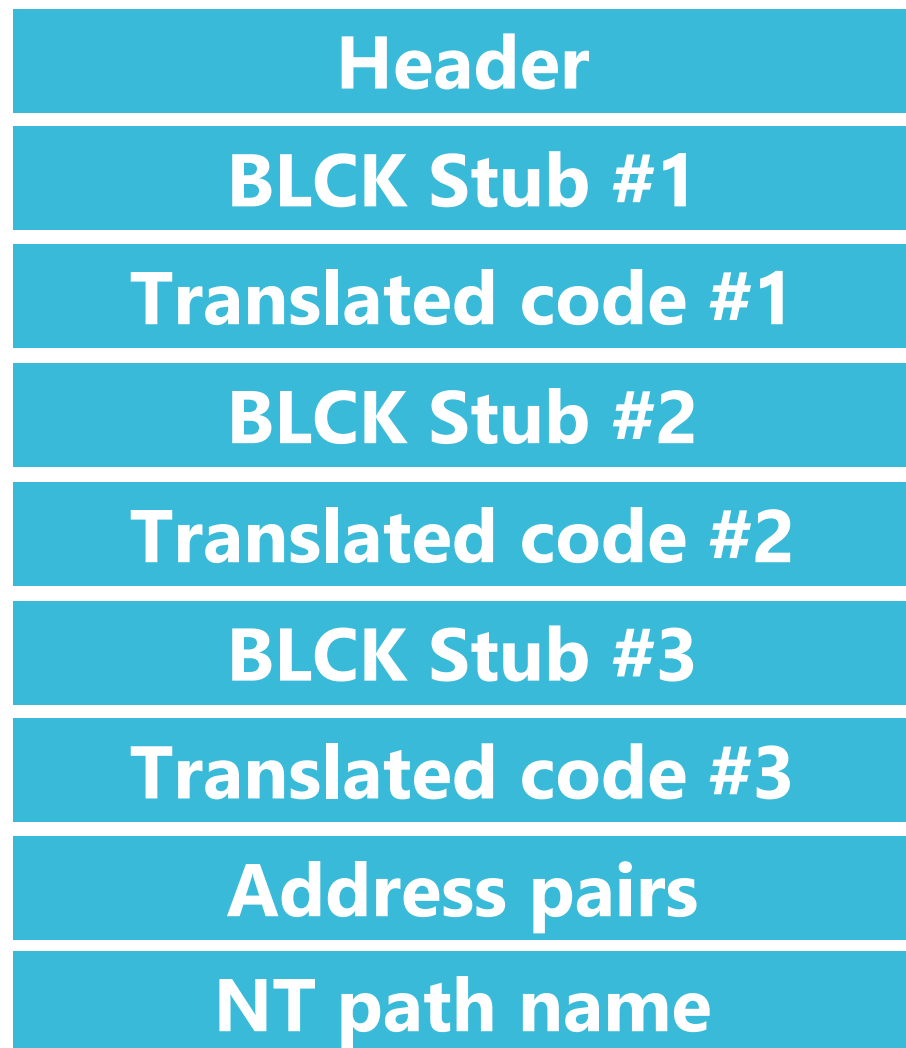 Header
BLCK Stub #1
Translated code #1
BLCK Stub #2
Translated code #2
BLCK Stub #3
Translated code #3
Address pairs
NT path name